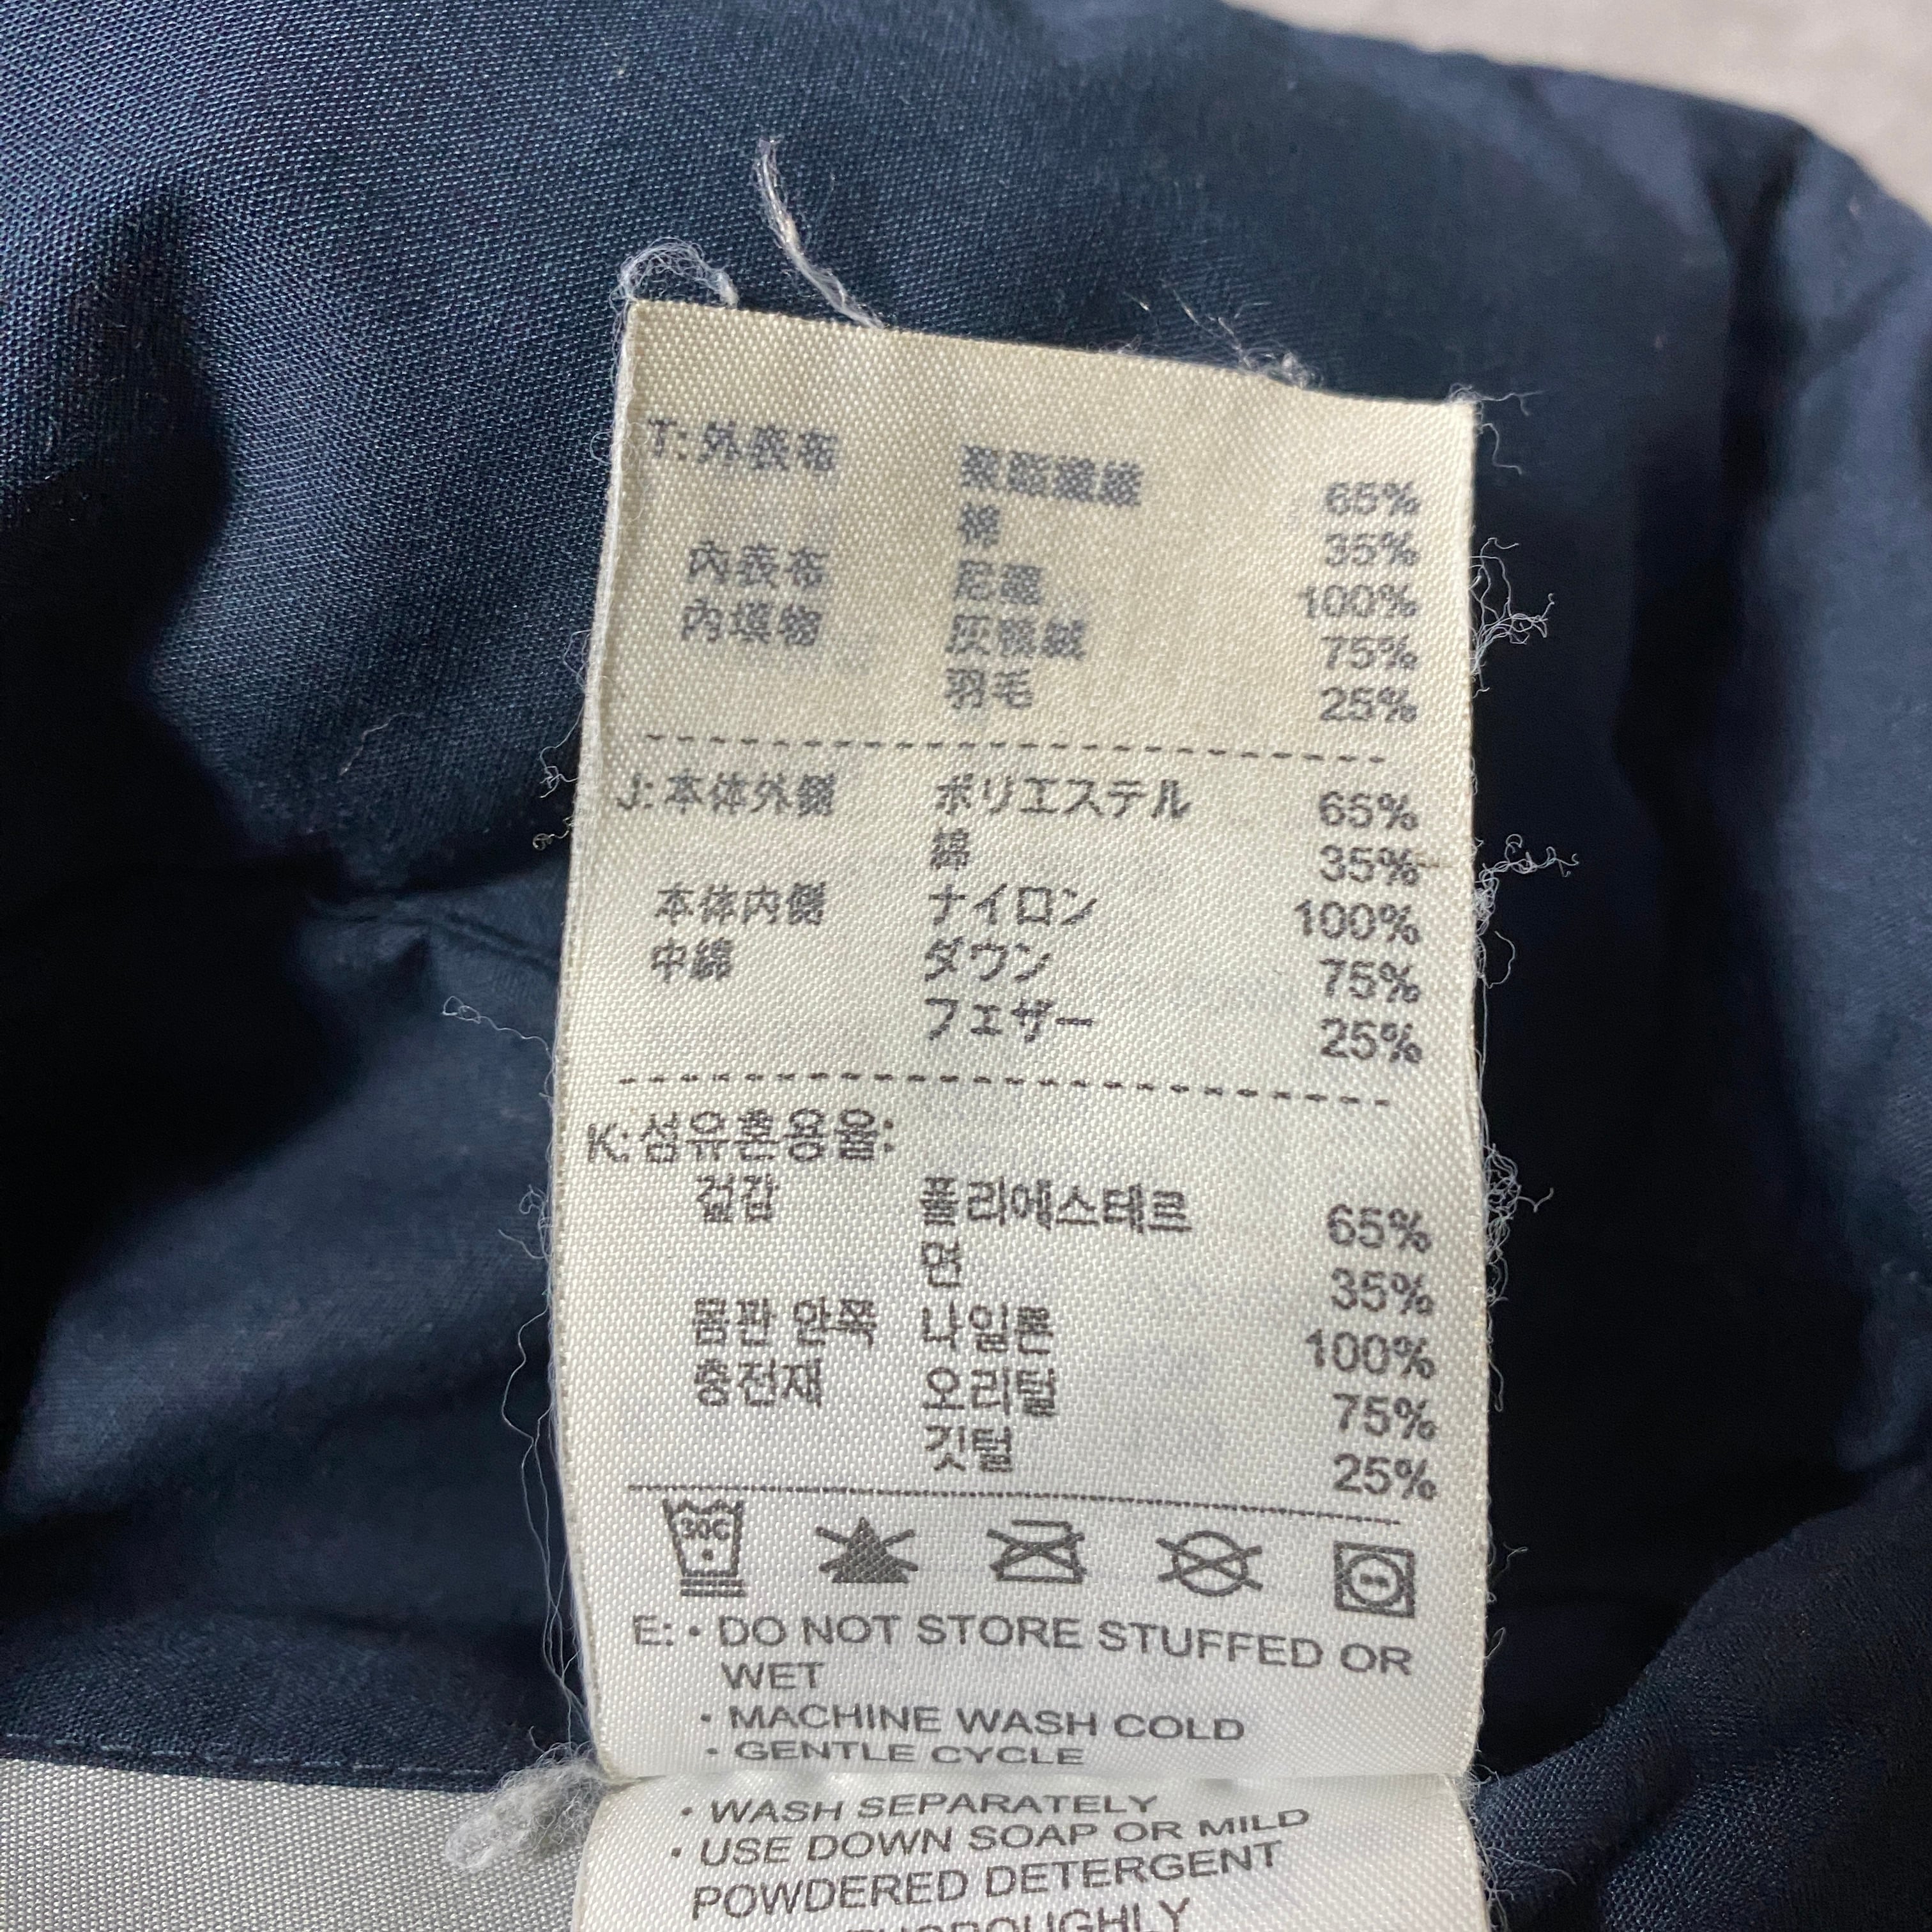 T: 外表布 聚酯纖維 65%
棉 35%
內表布 尼龍 100%
內填物 灰鴨絨 75%
羽毛 25%
J: 本体外側 ポリエステル 65%
綿 35%
本体内側 ナイロン 100%
中綿 ダウン 75%
フェザー 25%
K: 섬유혼용율:
겉감 폴리에스테르 65%
면 35%
몸판 안쪽 나일론 100%
충전재 오리털 75%
깃털 25%
30C
E: • DO NOT STORE STUFFED OR
WET
• MACHINE WASH COLD
• GENTLE CYCLE
• WASH SEPARATELY
• USE DOWN SOAP OR MILD
POWDERED DETERGENT
THOROUGHLY